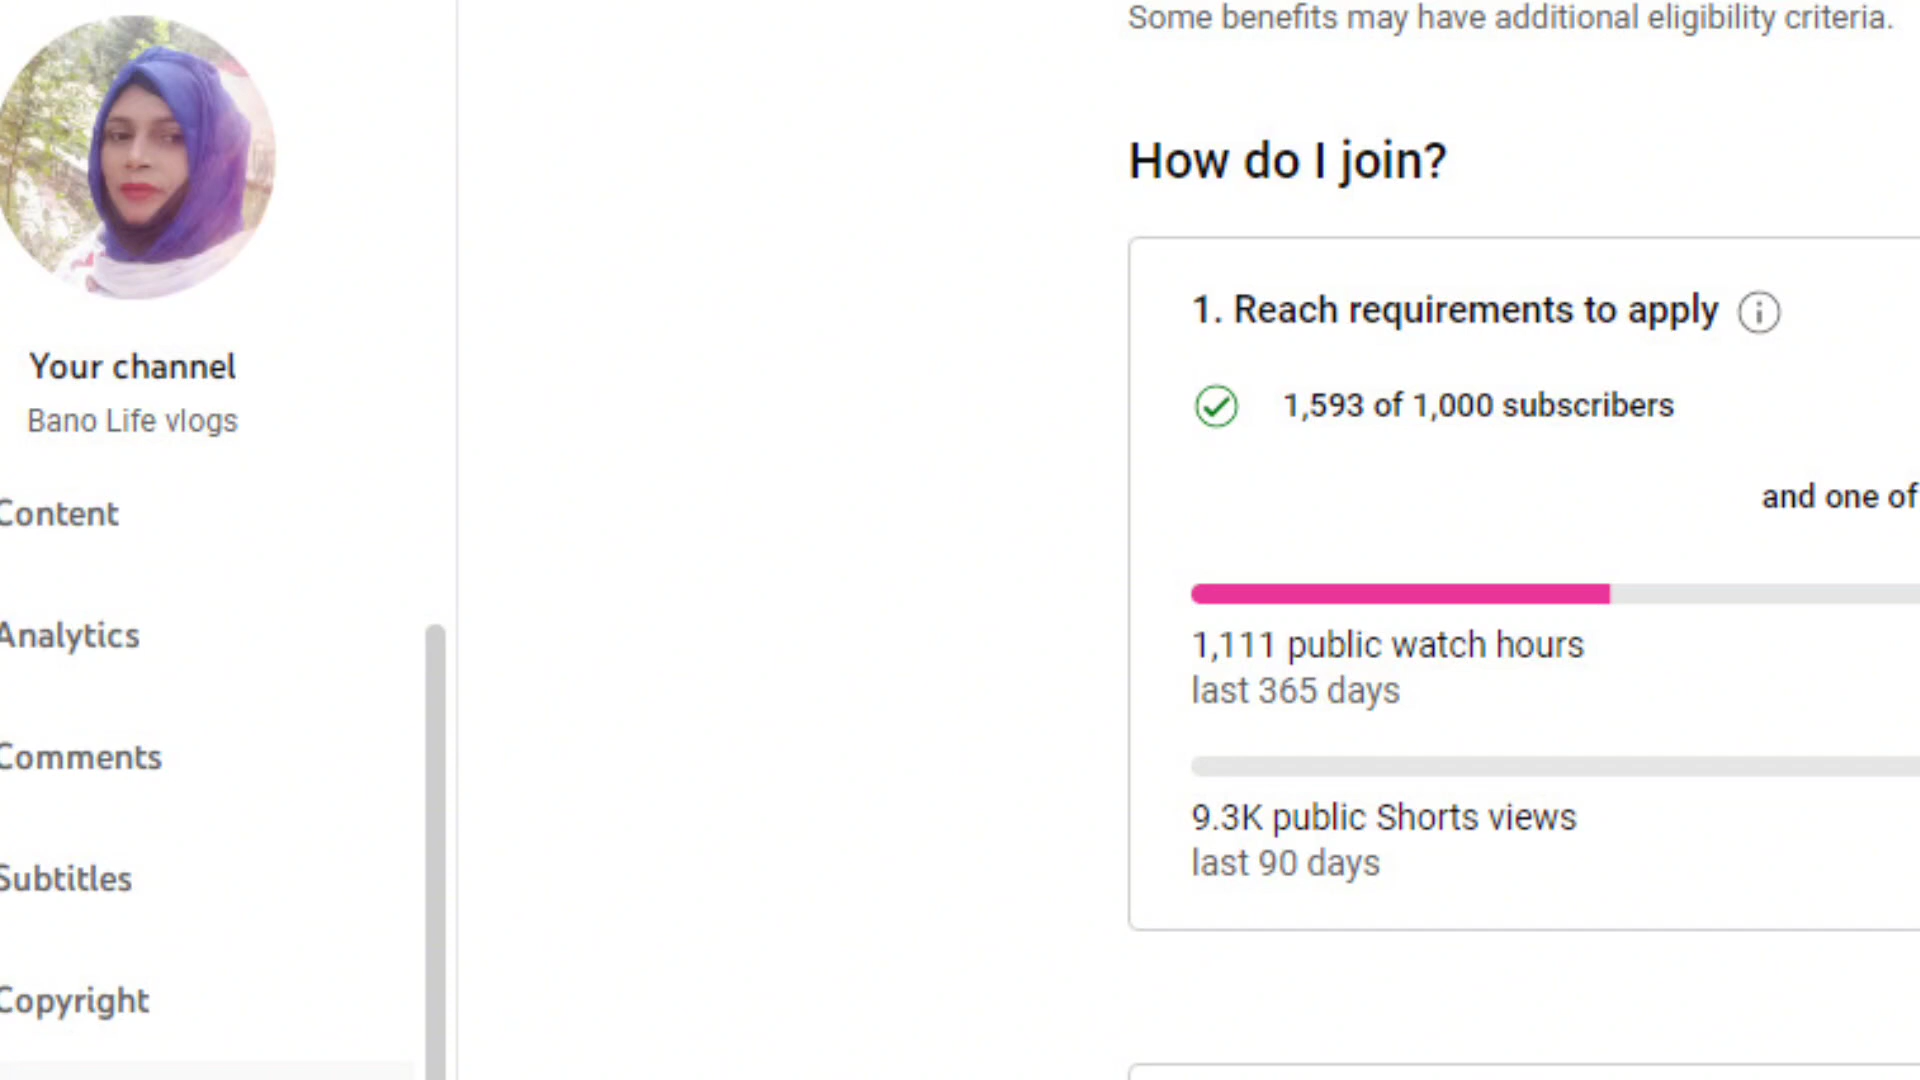 Some benefits may have additional eligibility criteria.
How do I join?
1. Reach requirements to apply
1,593 of 1,000 subscribers
and one of
1,111 public watch hours
last 365 days
9.3K public Shorts views
last 90 days
Your channel
Bano Life vlogs
Content
Analytics
Comments
Subtitles
Copyright